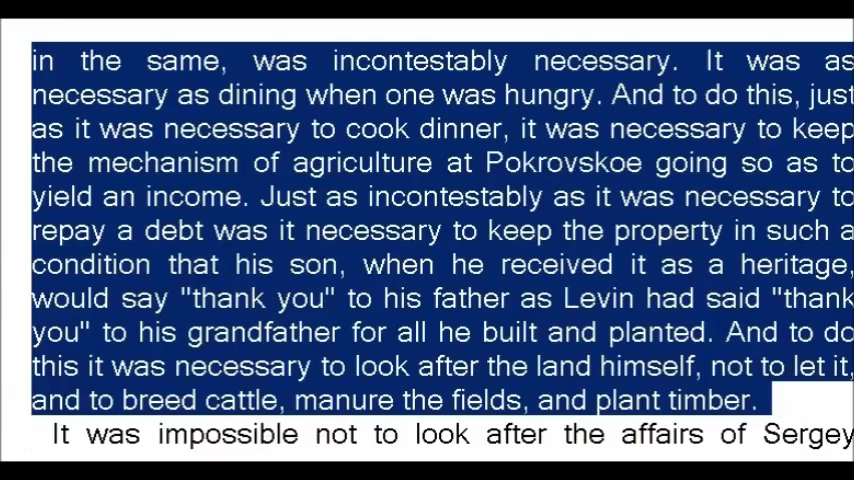 in the same, was incontestably necessary. It was as
necessary as dining when one was hungry. And to do this, just
as it was necessary to cook dinner, it was necessary to keep
the mechanism of agriculture at Pokrovskoe going so as to
yield an income. Just as incontestably as it was necessary to
repay a debt was it necessary to keep the property in such a
condition that his son, when he received it as a heritage,
would say "thank you" to his father as Levin had said "thank
you" to his grandfather for all he built and planted. And to do
this it was necessary to look after the land himself, not to let it,
and to breed cattle, manure the fields, and plant timber.
It was impossible not to look after the affairs of Sergey